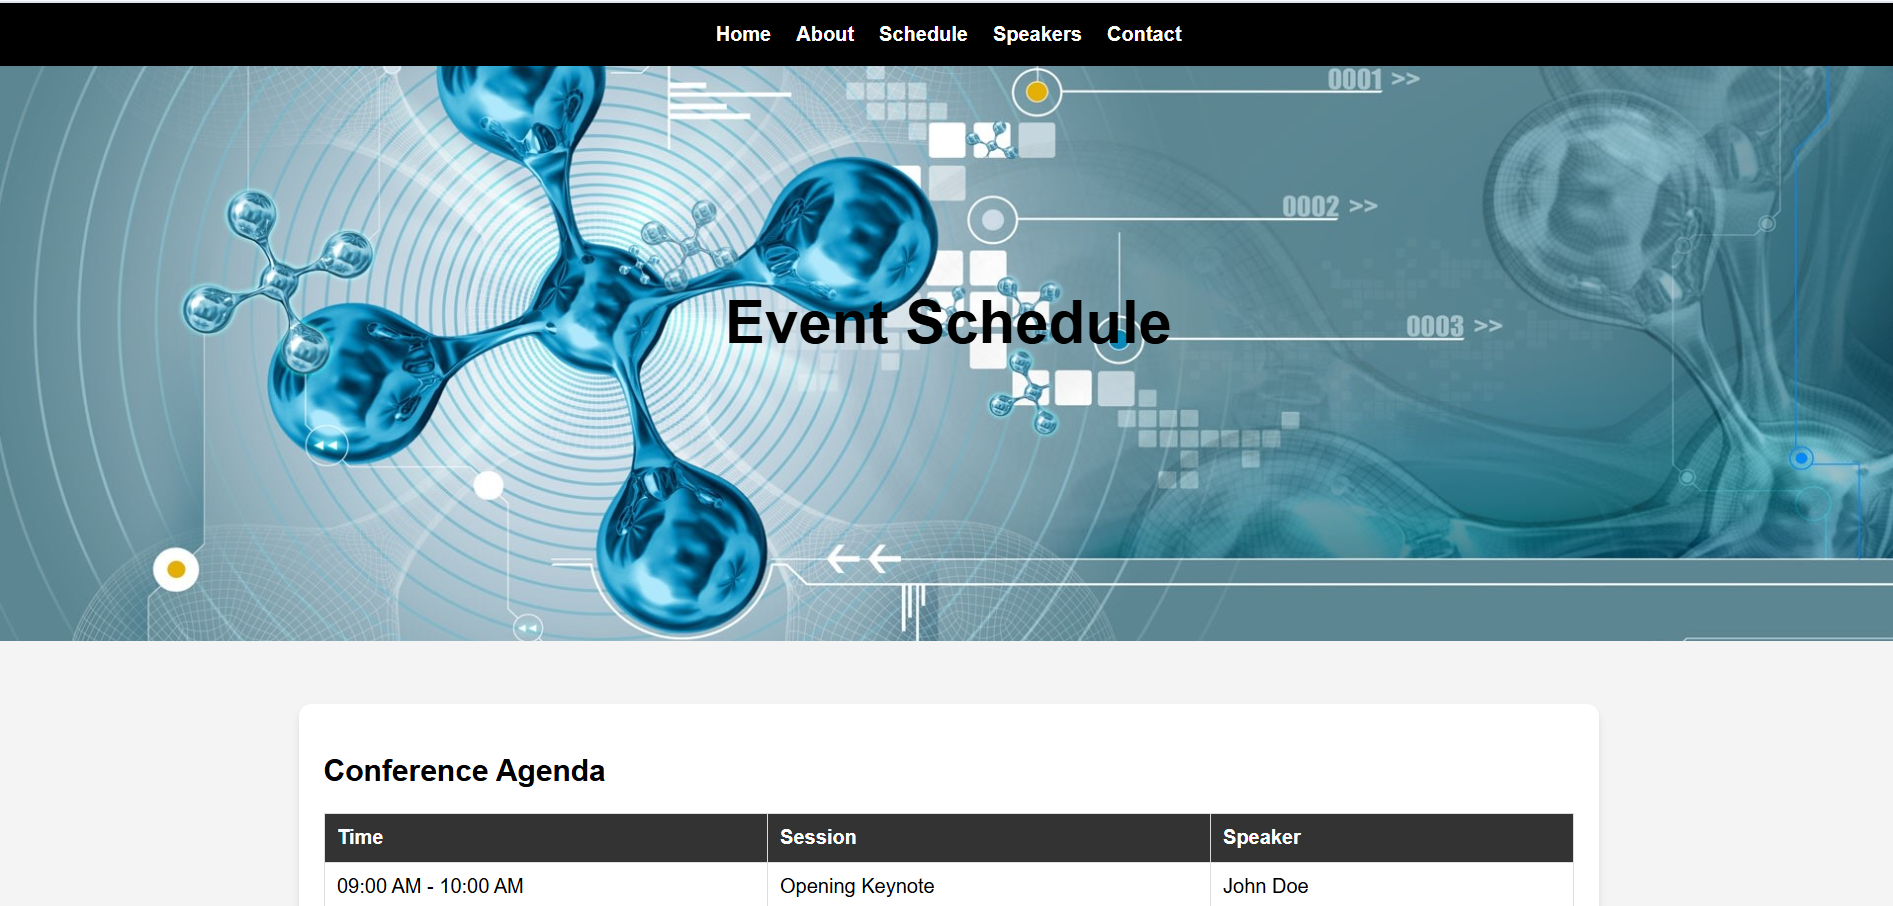 Home About Schedule Speakers Contact
0001 >>
0002 >>
Event Schedule
0003 >>
Conference Agenda
Time Session Speaker
09:00 AM - 10:00 AM Opening Keynote John Doe